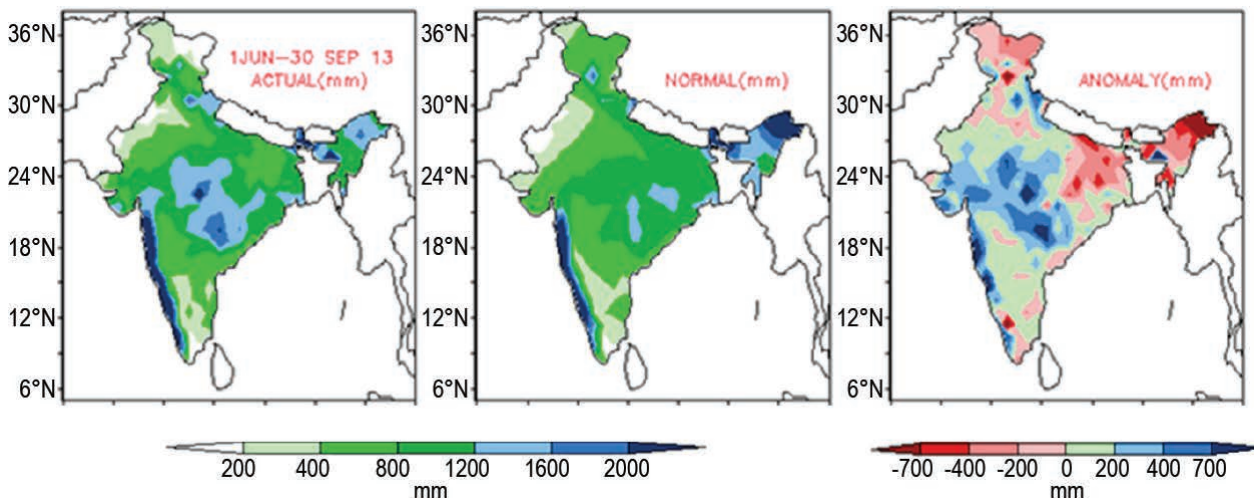 36°N
30°N
24°N
18°N
12°N
6°N
1JUN–30 SEP 13
ACTUAL(mm)
36°N
30°N
24°N
18°N
12°N
6°N
NORMAL(mm)
36°N
30°N
24°N
18°N
12°N
6°N
ANOMALY(mm)
200 400 800 1200 1600 2000
mm
-700 -400 -200 0 200 400 700
mm